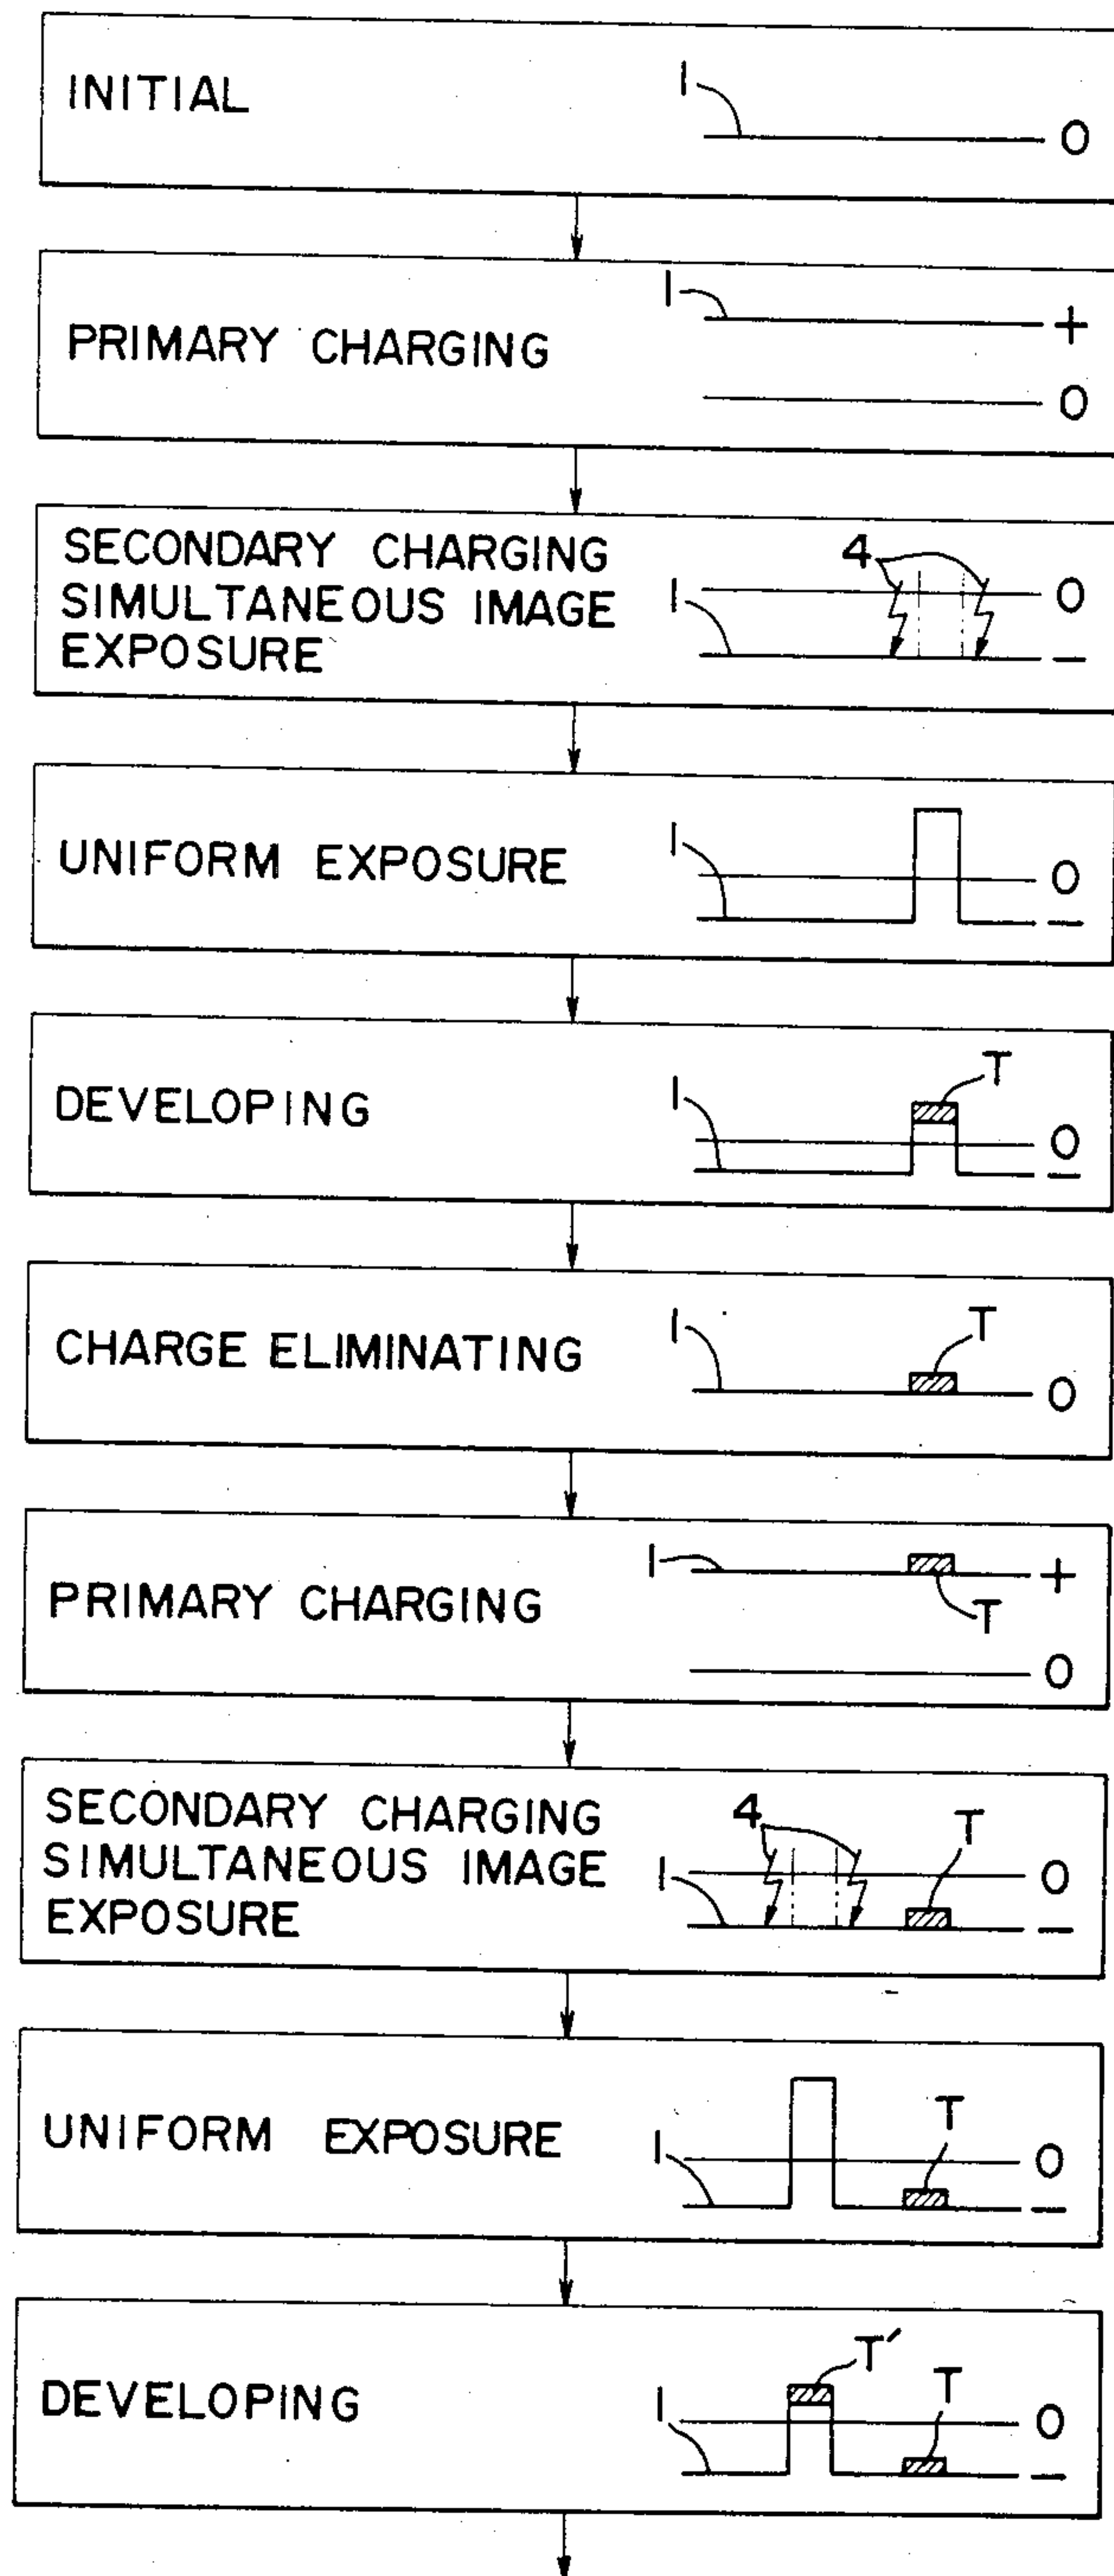 INITIAL
1
0
PRIMARY CHARGING
1
+
0
SECONDARY CHARGING
SIMULTANEOUS IMAGE
EXPOSURE
4
1
0
−
UNIFORM EXPOSURE
1
0
−
DEVELOPING
1
T
0
−
CHARGE ELIMINATING
1
T
0
PRIMARY CHARGING
1
+
T
0
SECONDARY CHARGING
SIMULTANEOUS IMAGE
EXPOSURE
4
T
1
0
−
UNIFORM EXPOSURE
1
T
0
−
DEVELOPING
1
T′
T
0
−